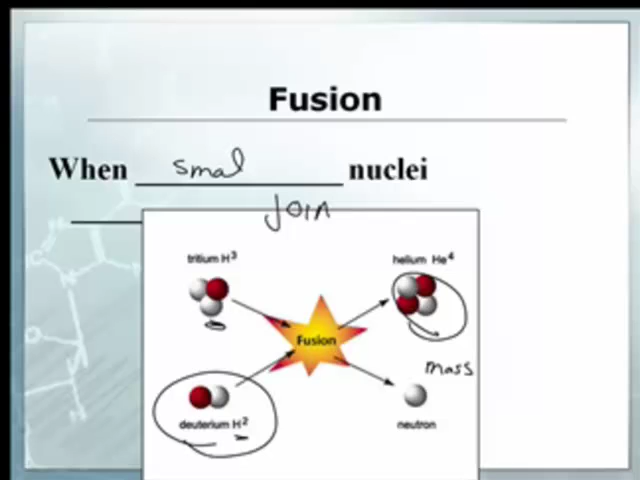 Fusion
When smal nuclei
join
tritium H3 helium He4
Fusion
mass
deuterium H2 neutron